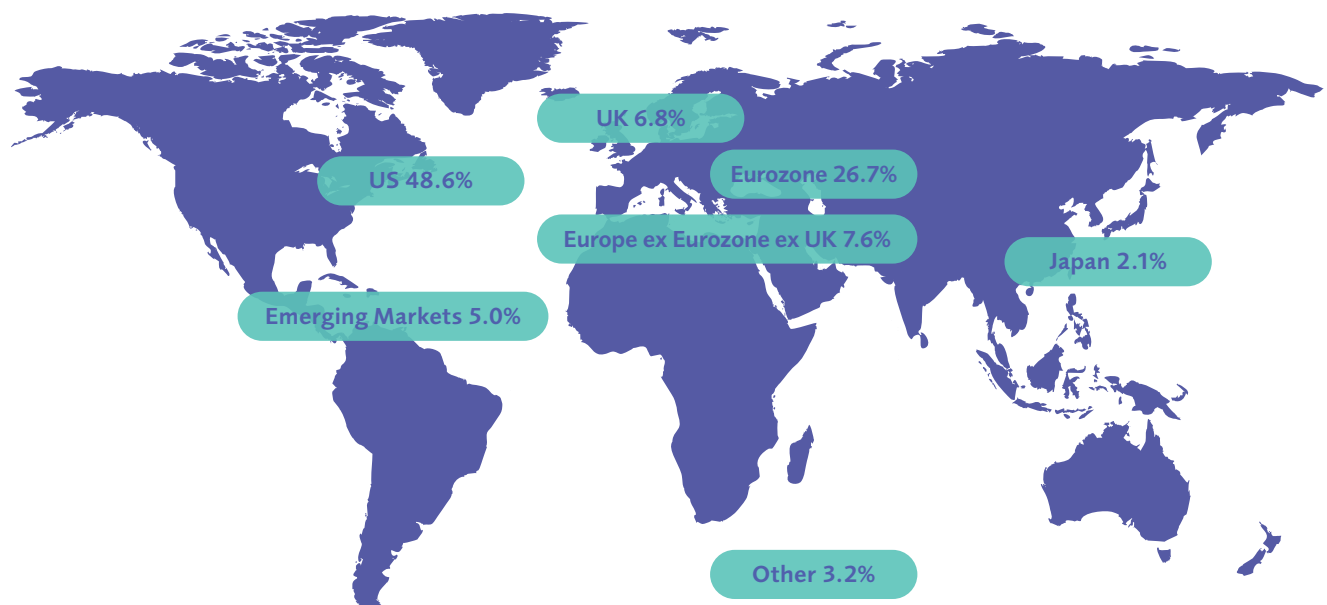 UK 6.8%
Eurozone 26.7%
US 48.6%
Europe ex Eurozone ex UK 7.6%
Japan 2.1%
Emerging Markets 5.0%
Other 3.2%